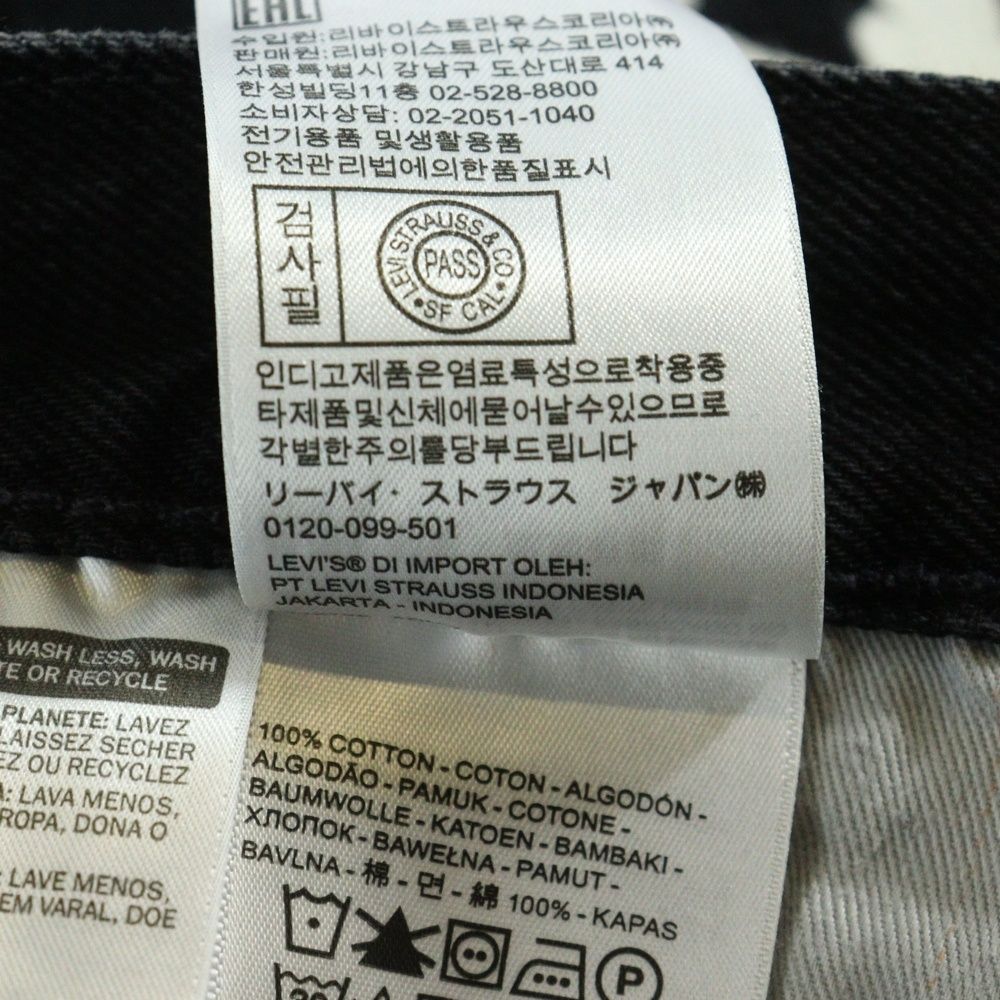 EAC
수입원:리바이스트라우스코리아㈜
판매원:리바이스트라우스코리아㈜
서울특별시 강남구 도산대로 414
한성빌딩11층 02-528-8800
소비자상담: 02-2051-1040
전기용품 및생활용품
안전관리법에의한품질표시
검사필
LEVI STRAUSS & CO
PASS
SF CAL
인디고제품은염료특성으로착용중
타제품및신체에묻어날수있으므로
각별한주의를당부드립니다
リーバイ・ストラウス ジャパン㈱
0120-099-501
LEVI'S® DI IMPORT OLEH:
PT LEVI STRAUSS INDONESIA
JAKARTA - INDONESIA
WASH LESS, WASH
TE OR RECYCLE
PLANETE: LAVEZ
LAISSEZ SECHER
EZ OU RECYCLEZ
A: LAVA MENOS,
ROPA, DONA O
: LAVE MENOS,
EM VARAL, DOE
100% COTTON - COTON - ALGODÓN -
ALGODÃO - PAMUK - COTONE -
BAUMWOLLE - KATOEN - BAMBAKI -
ХЛОПОК - BAWEŁNA - PAMUT -
BAVLNA - 棉 - 면 - 綿 100% - KAPAS
P
30